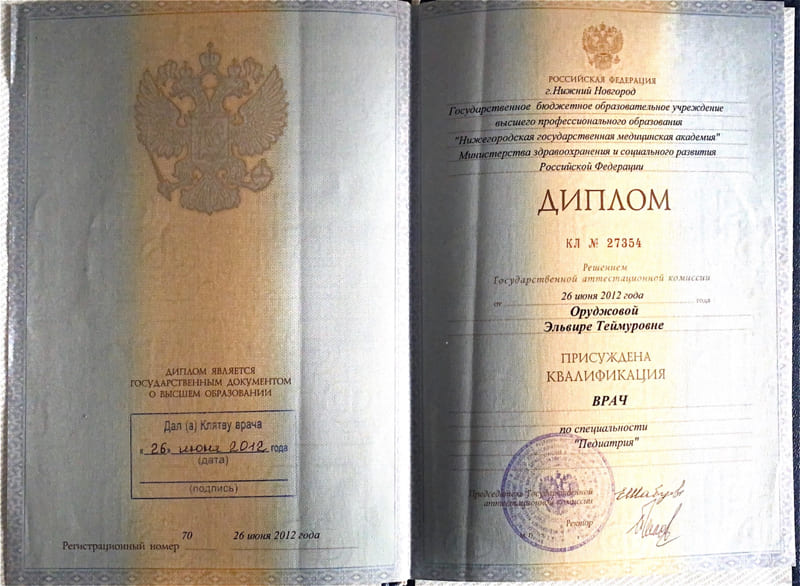 ДИПЛОМ ЯВЛЯЕТСЯ
ГОСУДАРСТВЕННЫМ ДОКУМЕНТОМ
О ВЫСШЕМ ОБРАЗОВАНИИ
Дал (а) Клятву врача
«26» июня 2012 года
(дата)
(подпись)
Регистрационный номер 70 26 июня 2012 года
РОССИЙСКАЯ ФЕДЕРАЦИЯ
г.Нижний Новгород
Государственное бюджетное образовательное учреждение
высшего профессионального образования
"Нижегородская государственная медицинская академия"
Министерства здравоохранения и социального развития
Российской Федерации
ДИПЛОМ
КЛ № 27354
Решением
Государственной аттестационной комиссии
от 26 июня 2012 года года
Оруджовой
Эльвире Теймуровне
ПРИСУЖДЕНА
КВАЛИФИКАЦИЯ
ВРАЧ
по специальности
"Педиатрия"
Председатель Государственной
аттестационной комиссии
Ректор